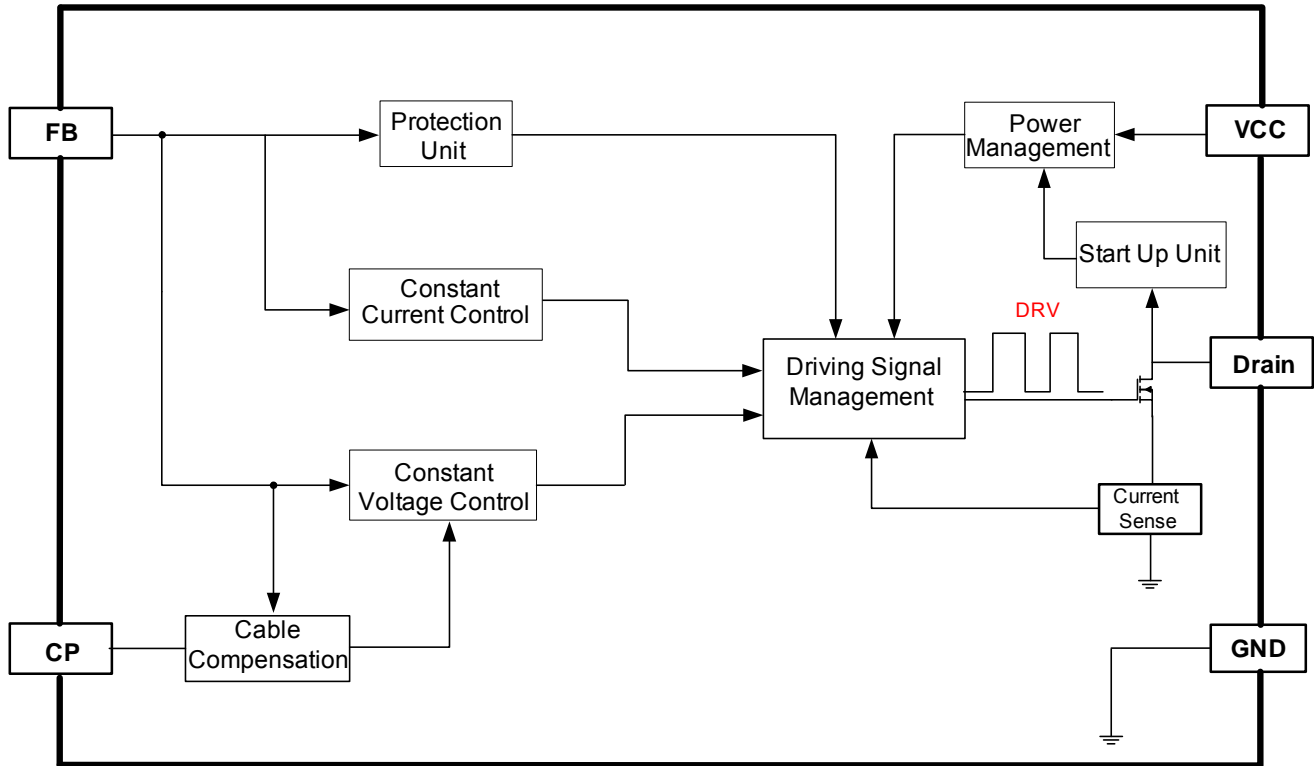 FB
Protection
Unit
Power
Management
VCC
Start Up Unit
Constant
Current Control
DRV
Driving Signal
Management
Drain
Constant
Voltage Control
Current
Sense
CP
Cable
Compensation
GND